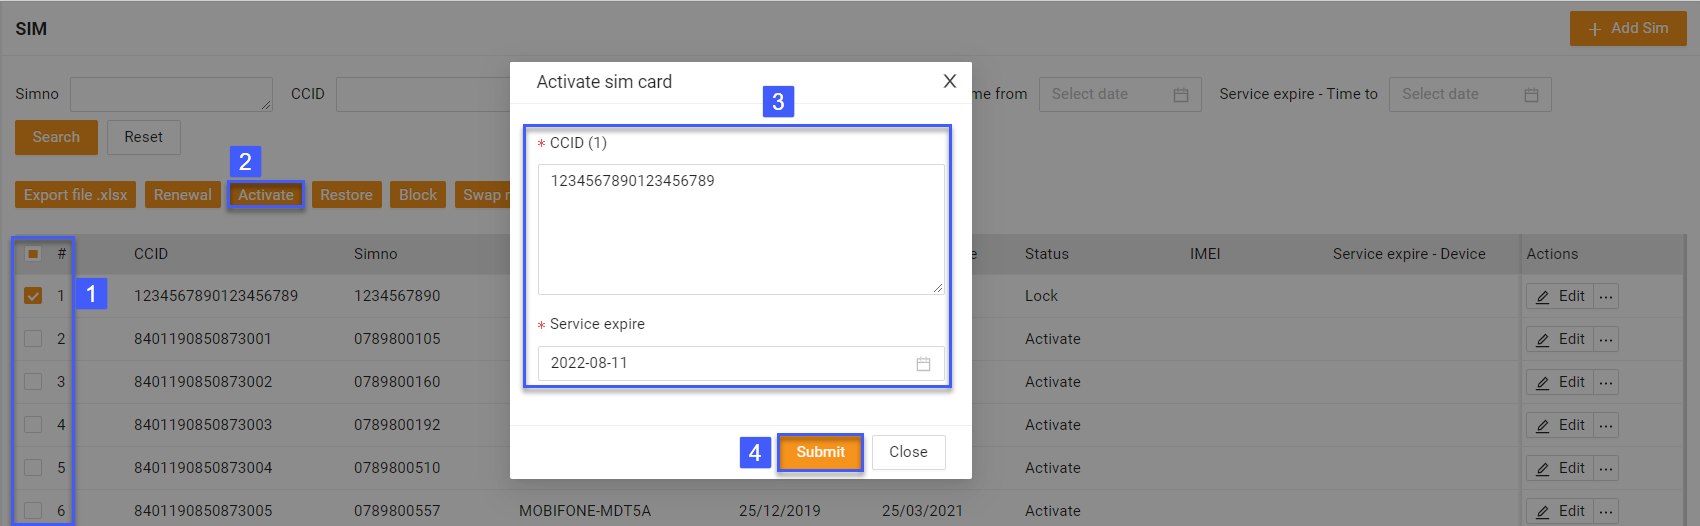 SIM
+ Add Sim
Activate sim card
Simno
CCID
me from
Select date
Service expire - Time to
Select date
3
Search
Reset
* CCID (1)
1234567890123456789
2
Export file .xlsx
Renewal
Activate
Restore
Block
Swap
# CCID Simno Status IMEI Service expire - Device Actions
1
1 1234567890123456789 1234567890 Lock Edit ...
2 8401190850873001 0789800105 Activate Edit ...
3 8401190850873002 0789800160 Activate Edit ...
4 8401190850873003 0789800192 Activate Edit ...
5 8401190850873004 0789800510 Activate Edit ...
6 8401190850873005 0789800557 MOBIFONE-MDT5A 25/12/2019 25/03/2021 Activate Edit ...
* Service expire
2022-08-11
4
Submit
Close